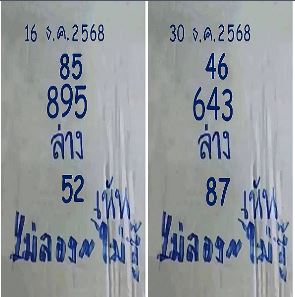 16 ธ.ค.2568
85
895
ล่าง
52
เห้น
ไม่ลอง~ไม่รู้
30 ธ.ค.2568
46
643
ล่าง
87
เห้น
ไม่ลอง~ไม่รู้